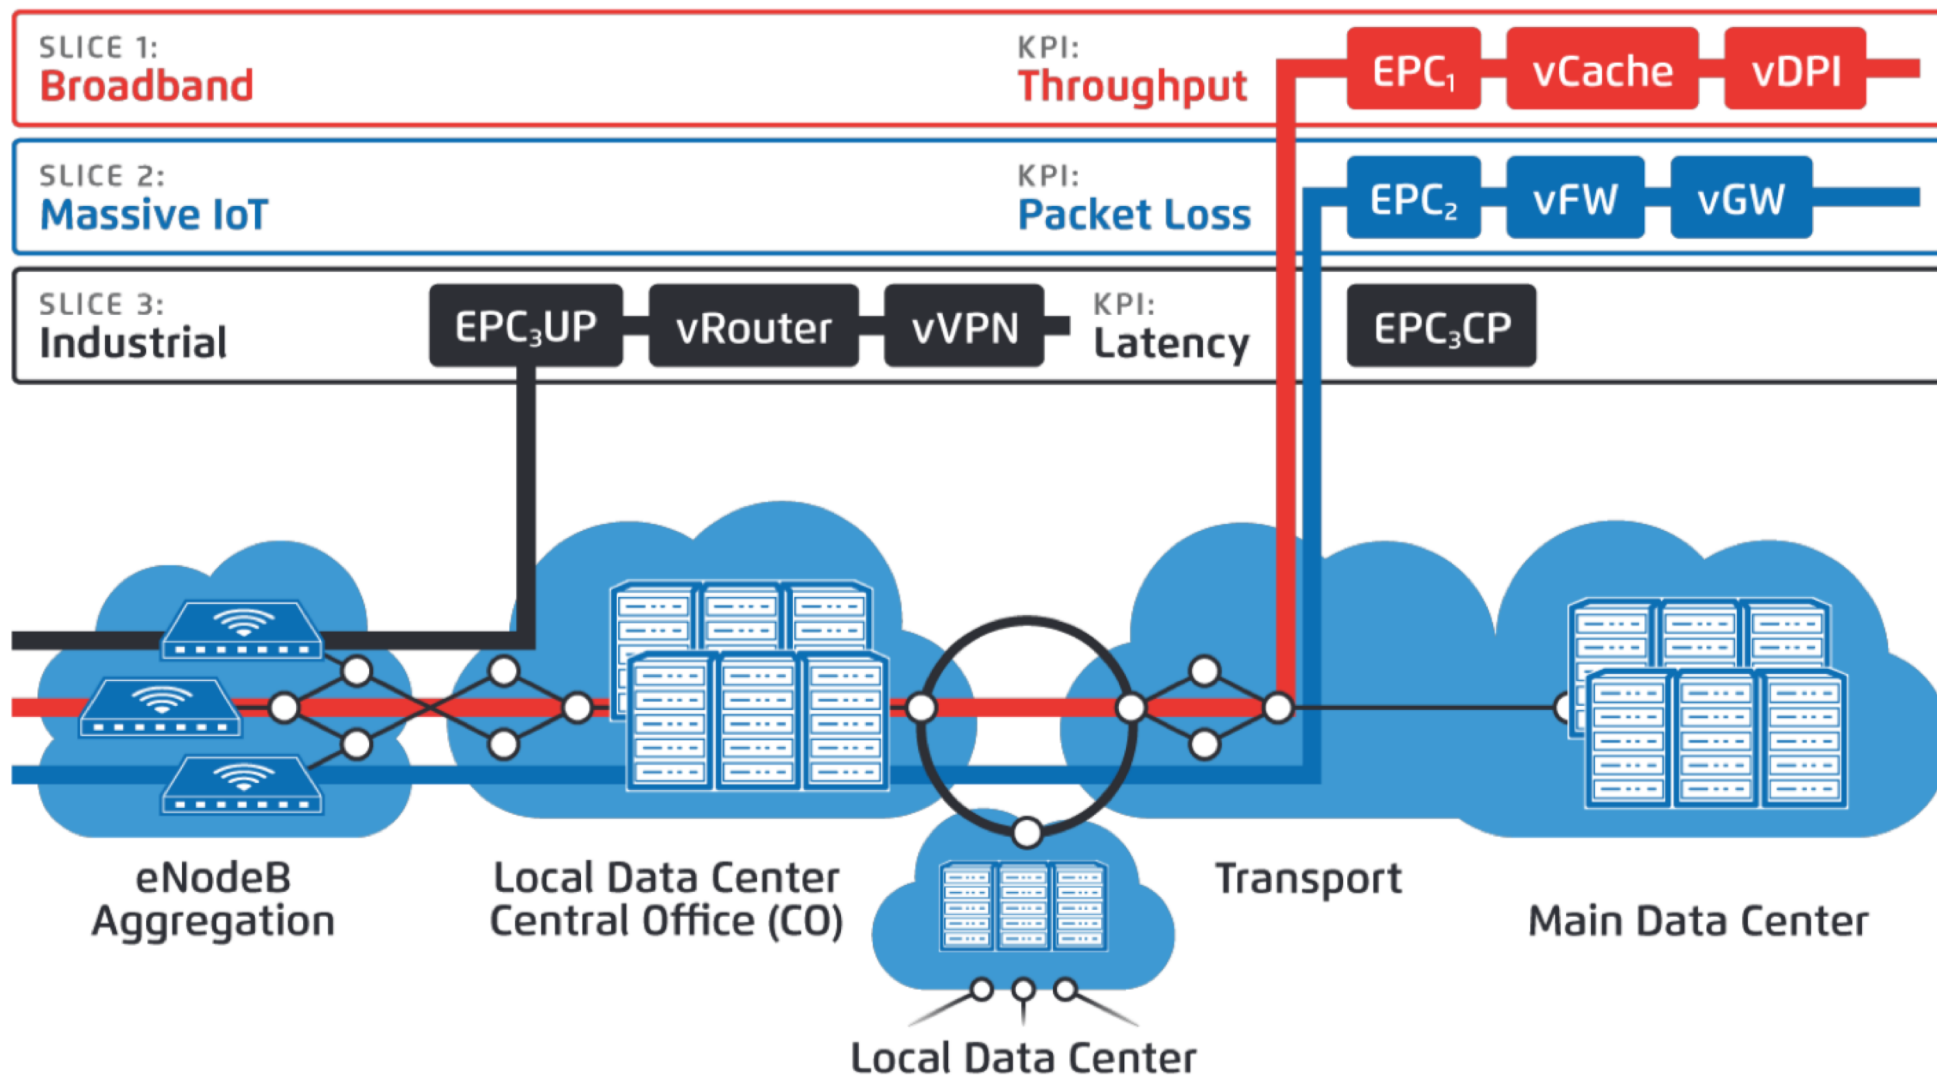 SLICE 1:
Broadband
KPI:
Throughput
EPC₁
vCache
vDPI
SLICE 2:
Massive IoT
KPI:
Packet Loss
EPC₂
vFW
vGW
SLICE 3:
Industrial
EPC₃UP
vRouter
vVPN
KPI:
Latency
EPC₃CP
eNodeB
Aggregation
Local Data Center
Central Office (CO)
Transport
Main Data Center
Local Data Center